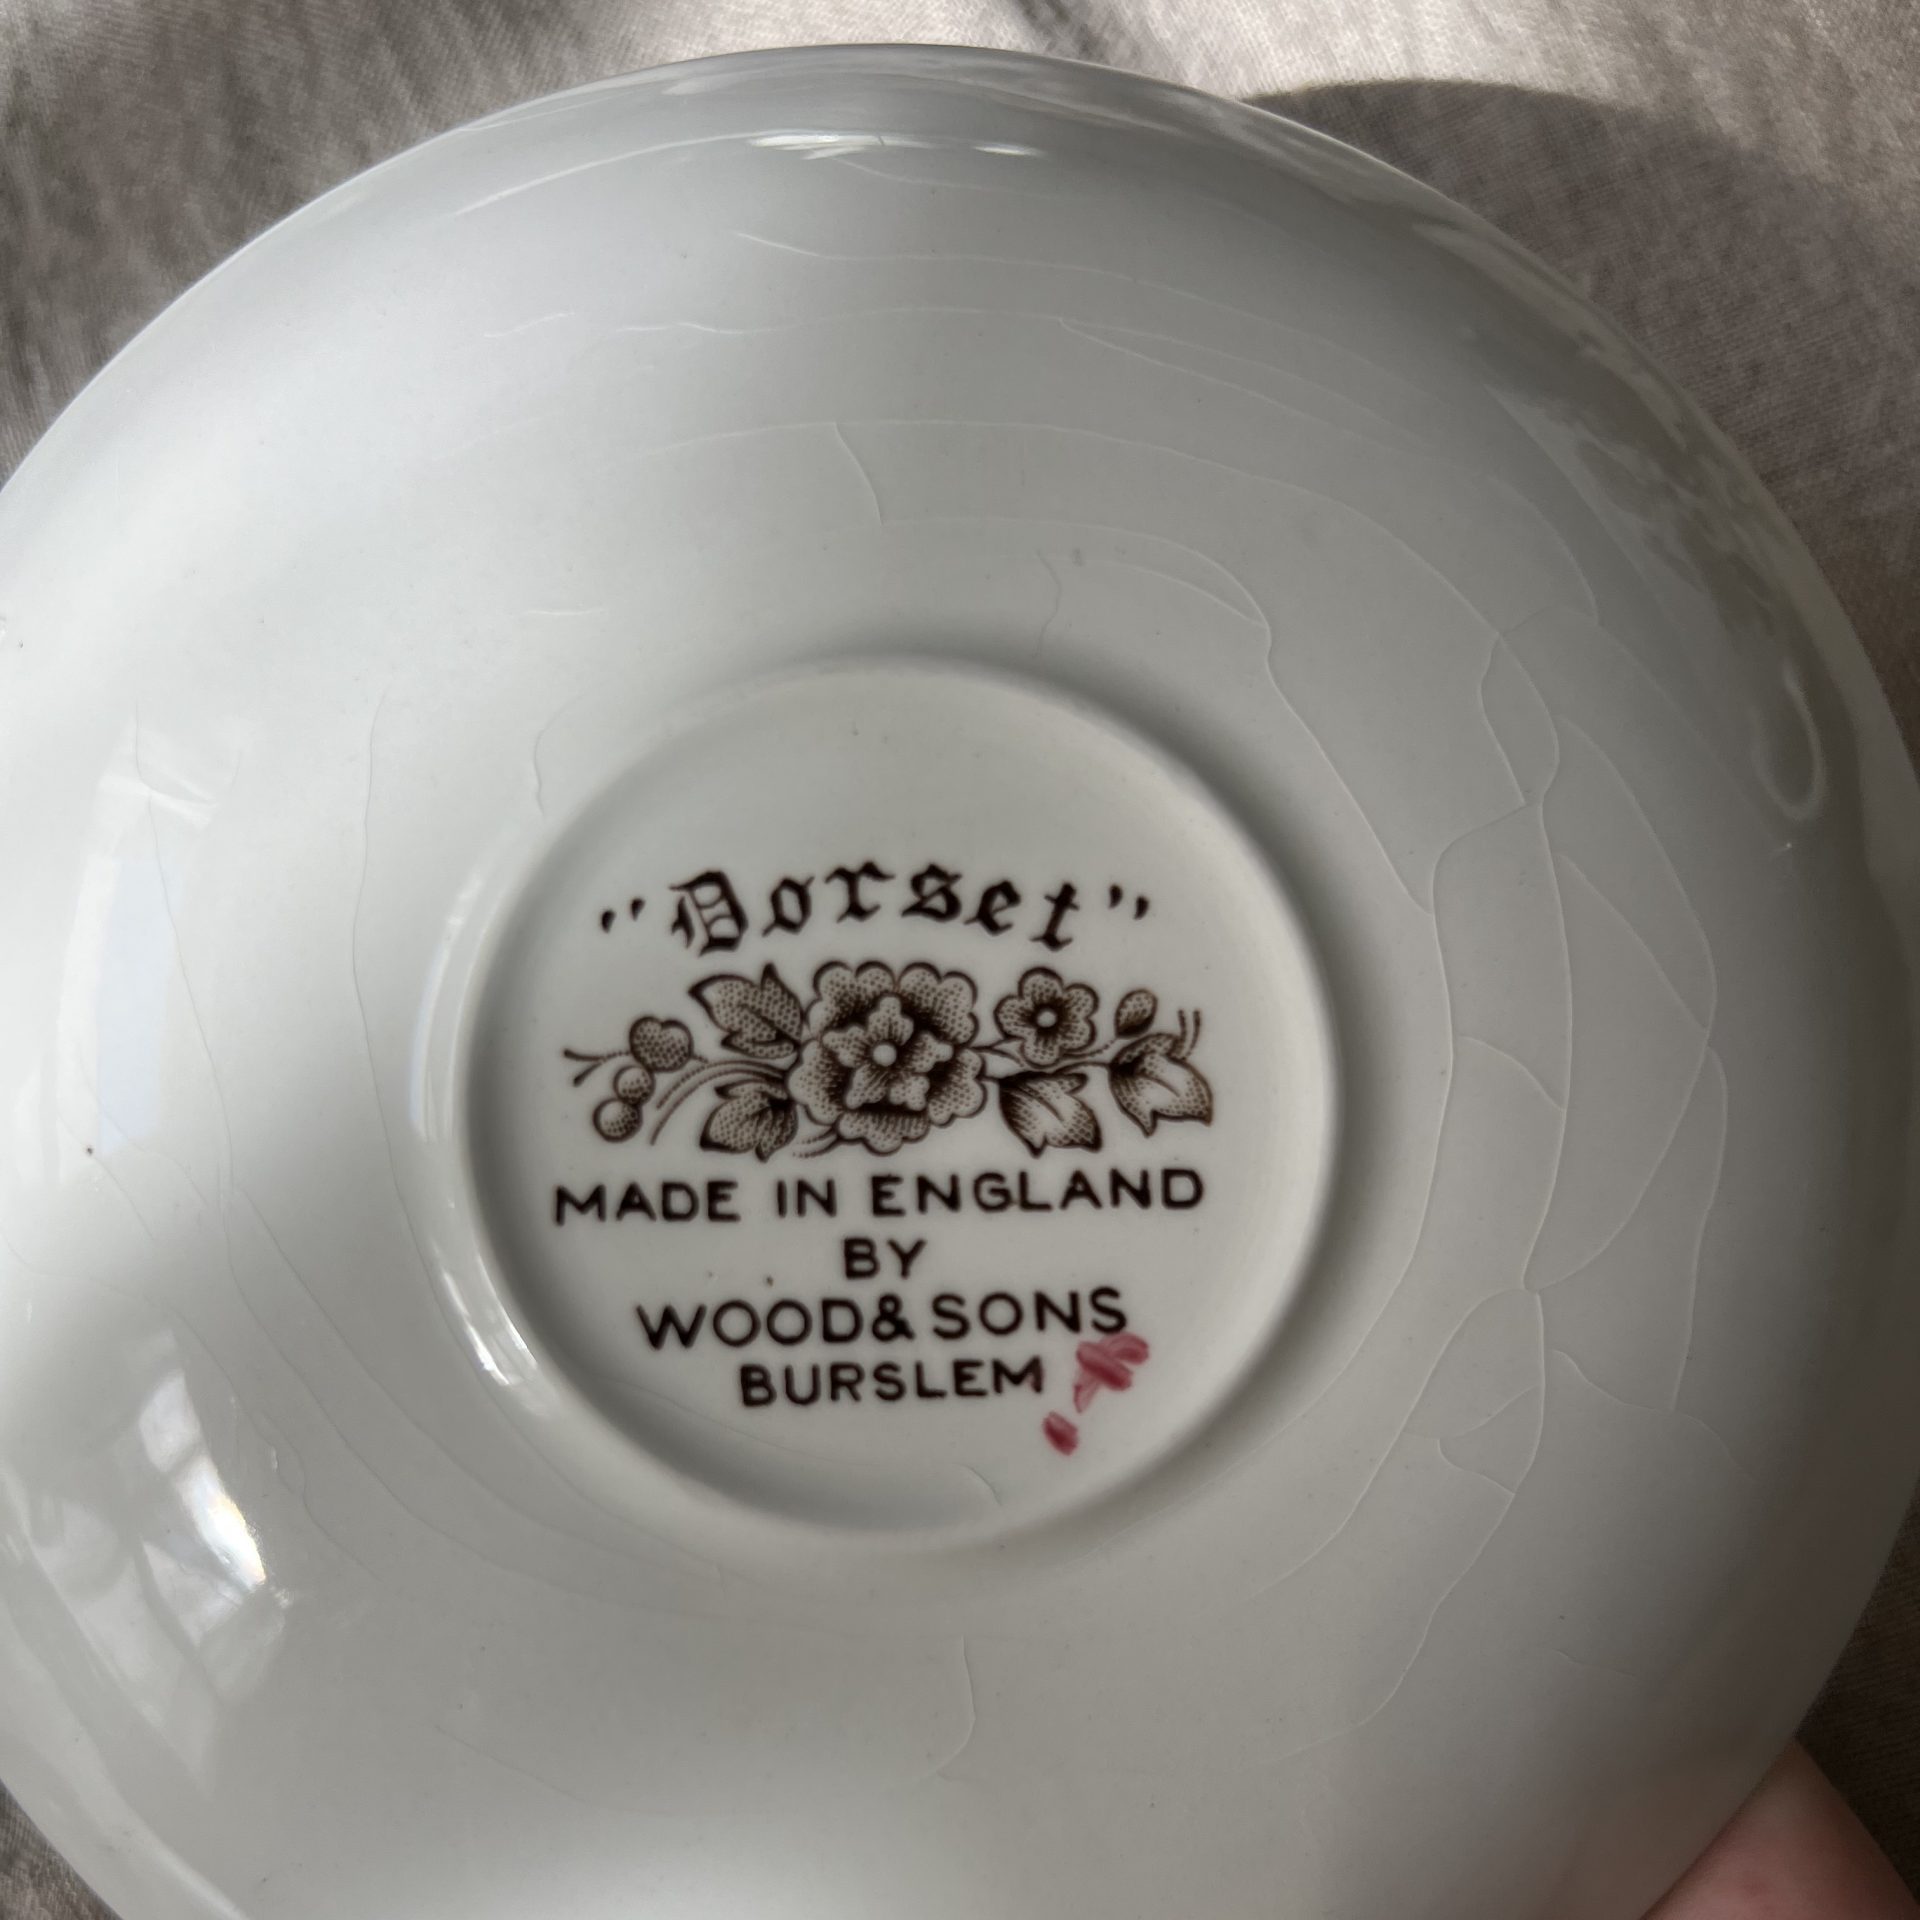 "Dorset"
MADE IN ENGLAND
BY
WOOD & SONS
BURSLEM